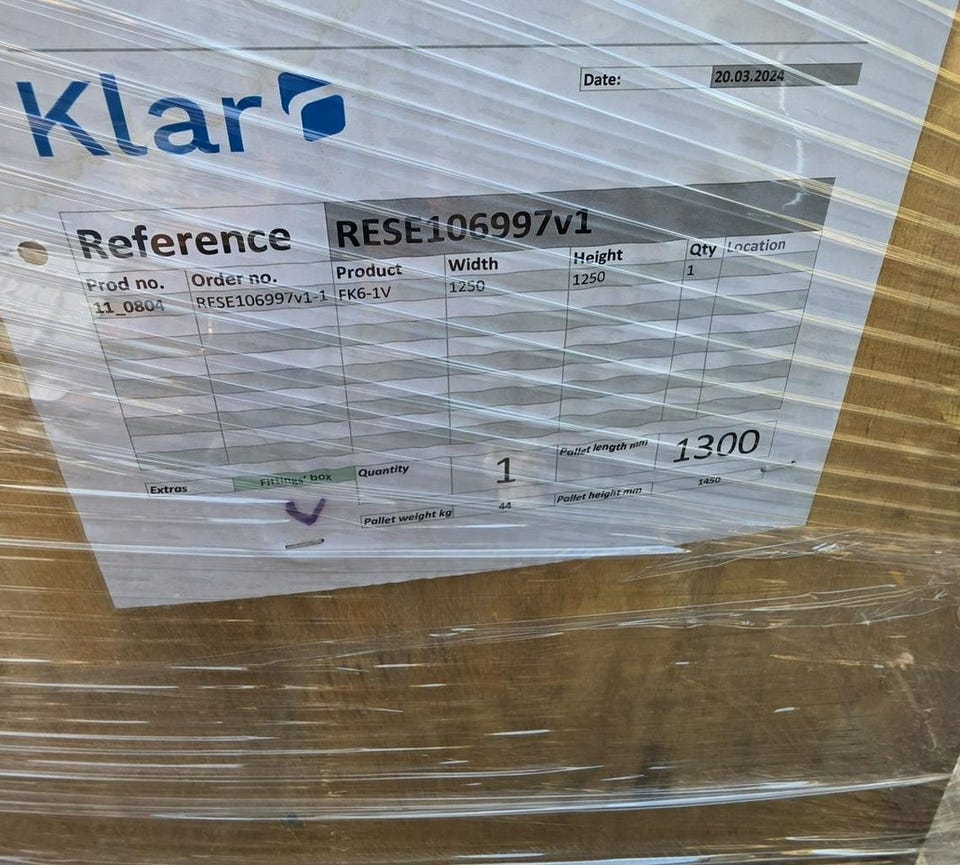 Klar
Date: 20.03.2024
Reference RESE106997v1
Prod no. Order no. Product Width Height Qty Location
11_0804 RESE106997v1-1 FK6-1V 1250 1250 1
Extras Fittings' box Quantity 1 Pallet length mm 1300
Pallet weight kg 44 Pallet height mm 1450